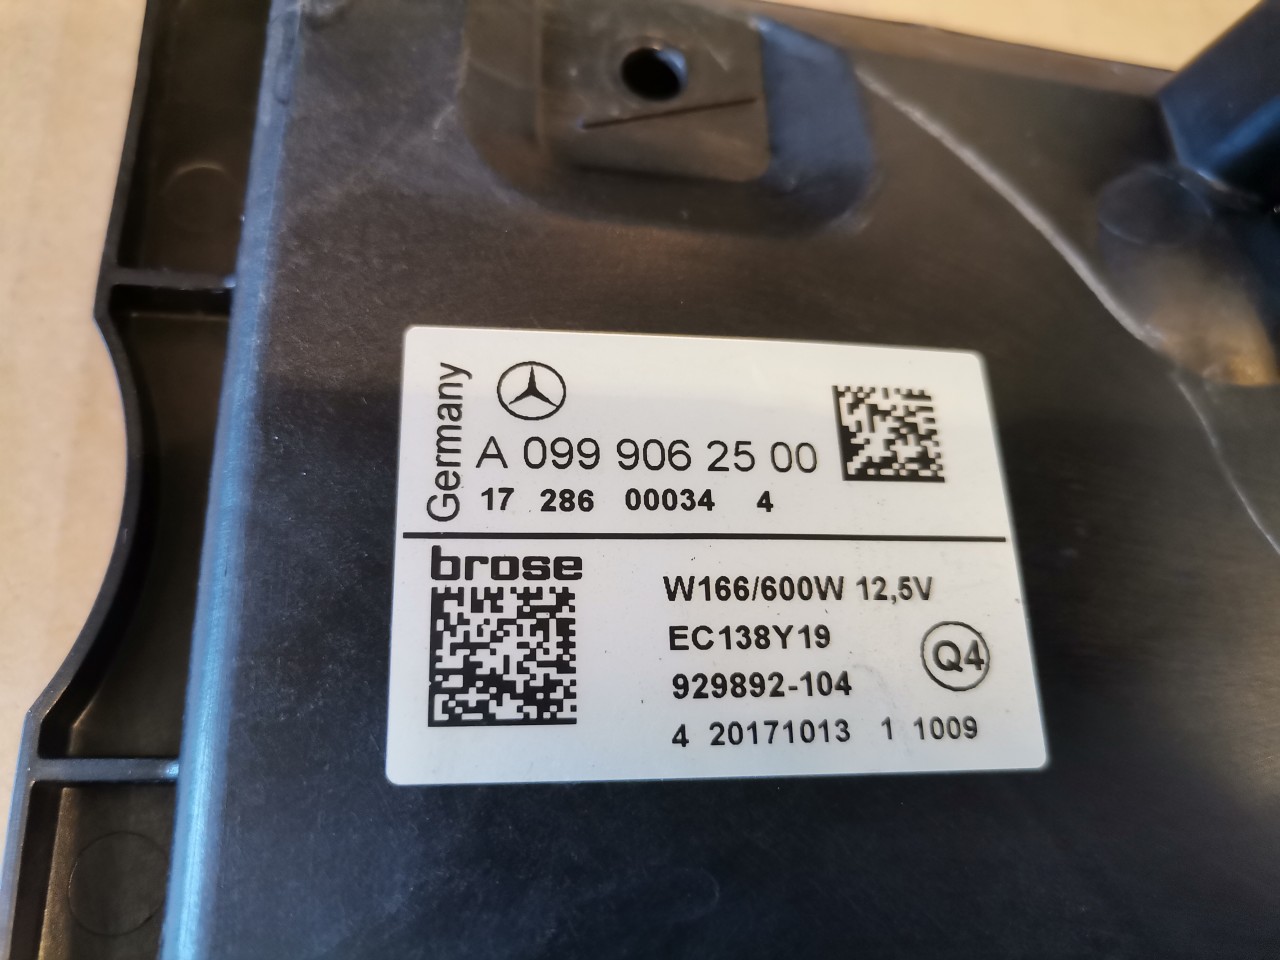 Germany
A 099 906 25 00
17 286 00034 4
brose
W166/600W 12,5V
EC138Y19
929892-104
Q4
4 20171013 1 1009